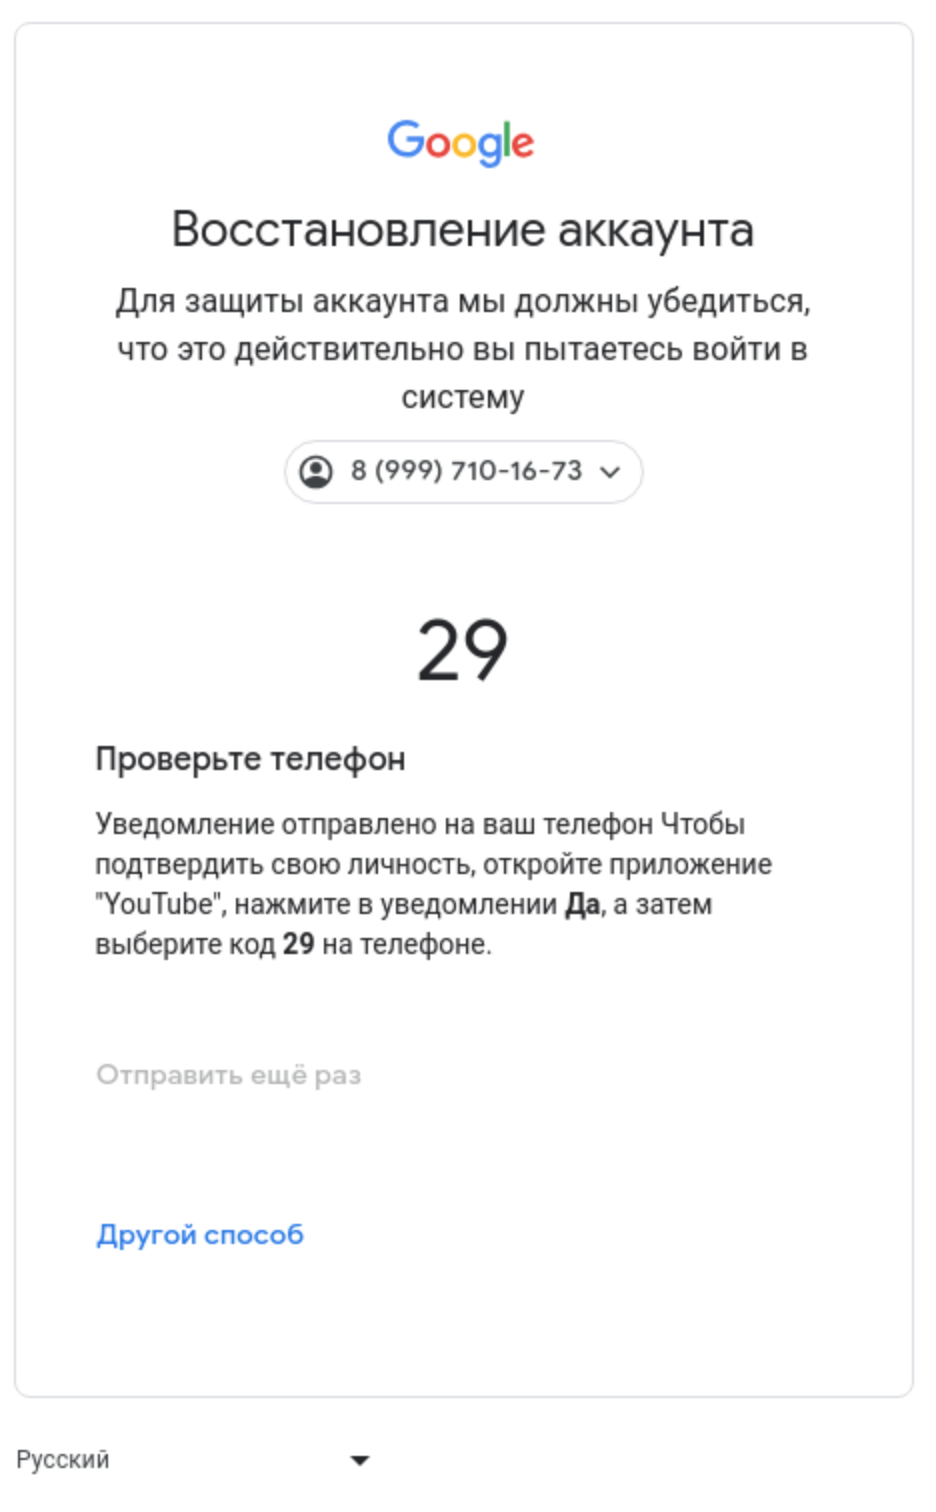 Google
Восстановление аккаунта
Для защиты аккаунта мы должны убедиться,
что это действительно вы пытаетесь войти в
систему
8 (999) 710-16-73
29
Проверьте телефон
Уведомление отправлено на ваш телефон Чтобы
подтвердить свою личность, откройте приложение
"YouTube", нажмите в уведомлении Да, а затем
выберите код 29 на телефоне.
Отправить ещё раз
Другой способ
Русский